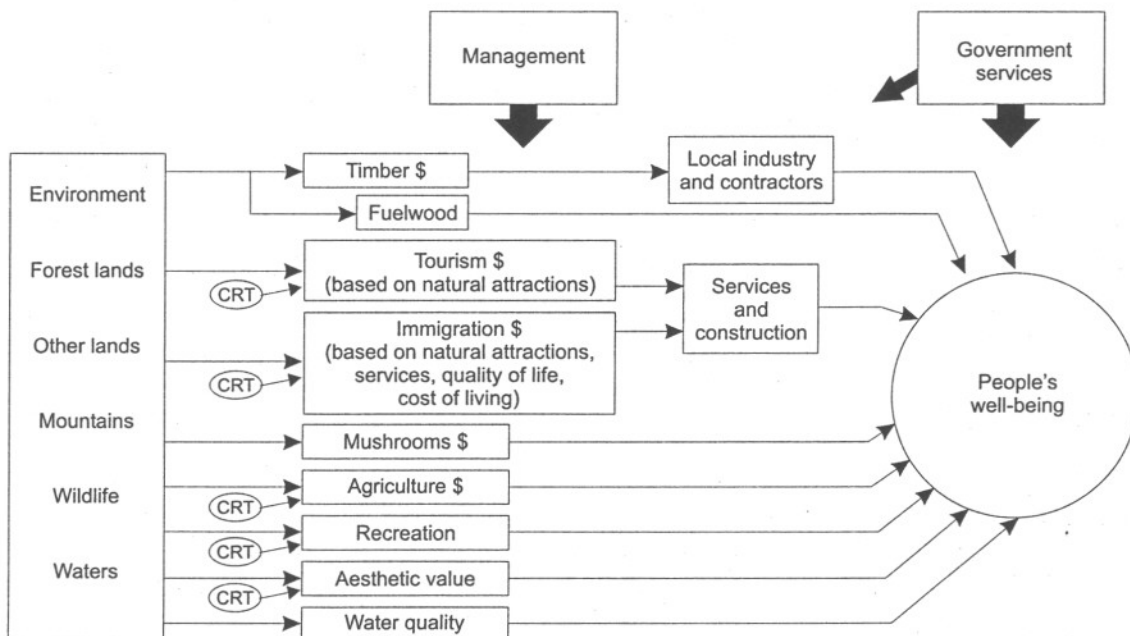 Management
Government
services
Environment
Forest lands
Other lands
Mountains
Wildlife
Waters
Timber $
Fuelwood
Local industry
and contractors
CRT
Tourism $
(based on natural attractions)
CRT
Immigration $
(based on natural attractions,
services, quality of life,
cost of living)
Services
and
construction
Mushrooms $
CRT
Agriculture $
CRT
Recreation
CRT
Aesthetic value
Water quality
People's
well-being